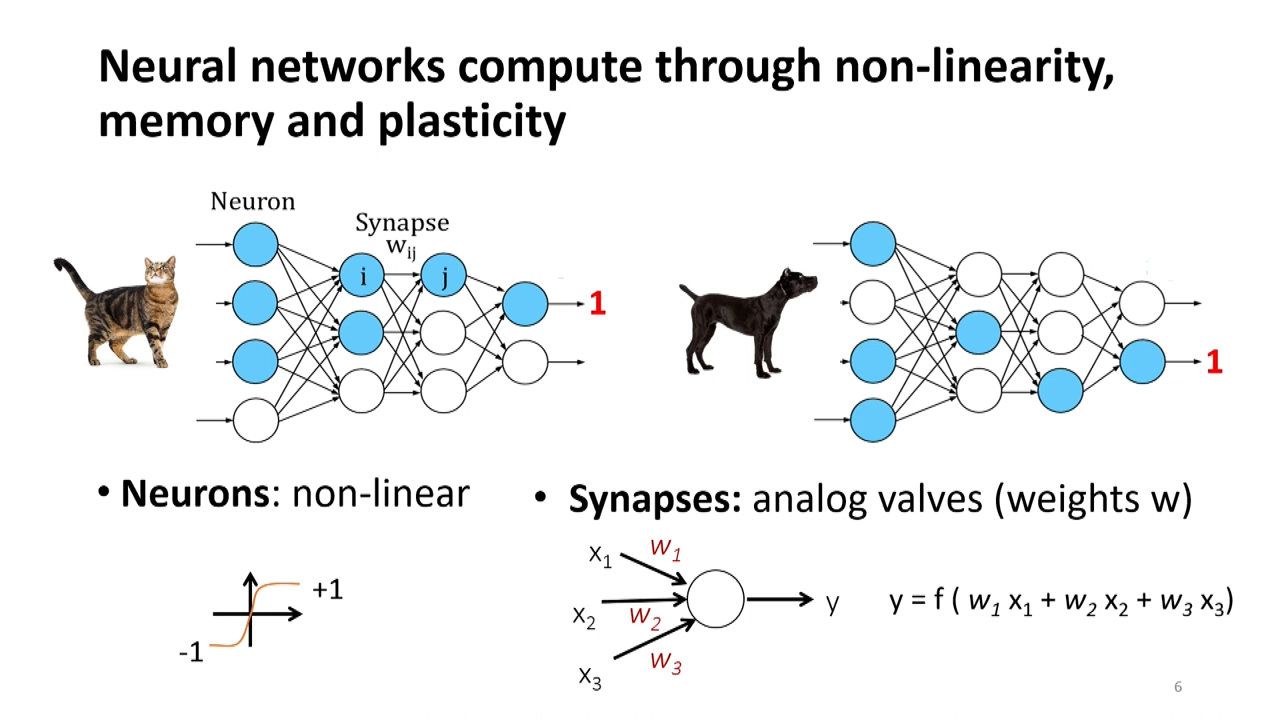 Neural networks compute through non-linearity,
memory and plasticity
Neuron
Synapse
wij
i
j
1
1
• Neurons: non-linear
+1
-1
• Synapses: analog valves (weights w)
x1
w1
x2
w2
x3
w3
y
y = f ( w1 x1 + w2 x2 + w3 x3)
6